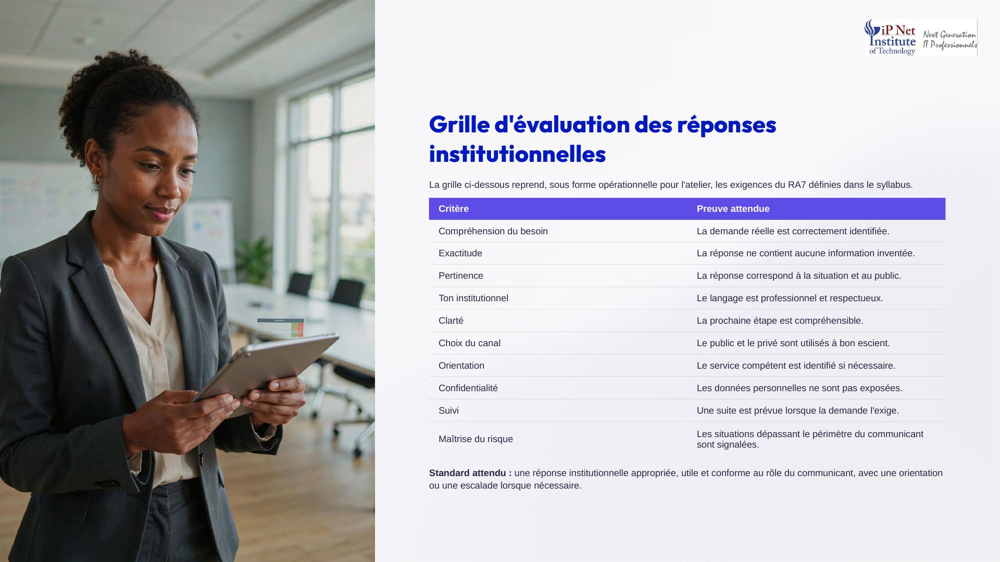 iP Net
Institute
of Technology
Next Generation
IT Professionnels
Grille d'évaluation des réponses
institutionnelles
La grille ci-dessous reprend, sous forme opérationnelle pour l'atelier, les exigences du RA7 définies dans le syllabus.
Critère Preuve attendue
Compréhension du besoin La demande réelle est correctement identifiée.
Exactitude La réponse ne contient aucune information inventée.
Pertinence La réponse correspond à la situation et au public.
Ton institutionnel Le langage est professionnel et respectueux.
Clarté La prochaine étape est compréhensible.
Choix du canal Le public et le privé sont utilisés à bon escient.
Orientation Le service compétent est identifié si nécessaire.
Confidentialité Les données personnelles ne sont pas exposées.
Suivi Une suite est prévue lorsque la demande l'exige.
Maîtrise du risque Les situations dépassant le périmètre du communicant
sont signalées.
Standard attendu : une réponse institutionnelle appropriée, utile et conforme au rôle du communicant, avec une orientation
ou une escalade lorsque nécessaire.